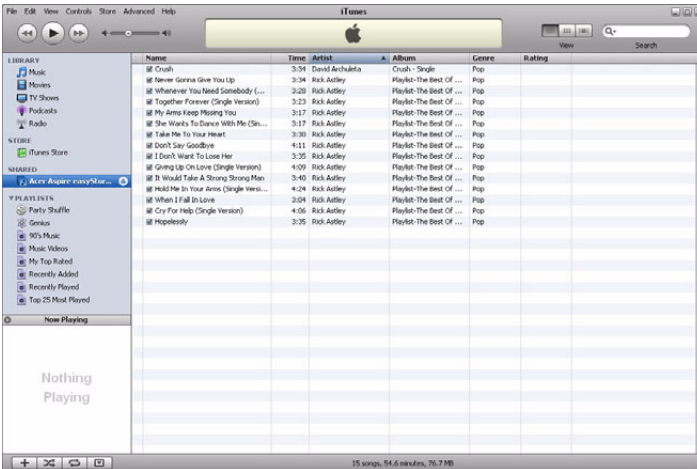 File Edit View Controls Store Advanced Help iTunes
View Search
LIBRARY
Music
Movies
TV Shows
Podcasts
Radio
STORE
iTunes Store
SHARED
Acer Aspire easyStor...
PLAYLISTS
Party Shuffle
Genius
90's Music
Music Videos
My Top Rated
Recently Added
Recently Played
Top 25 Most Played
Now Playing
Nothing
Playing
Name Time Artist Album Genre Rating
Crush 3:34 David Archuleta Crush - Single Pop
Never Gonna Give You Up 3:34 Rick Astley Playlist-The Best Of ... Pop
Whenever You Need Somebody (... 3:28 Rick Astley Playlist-The Best Of ... Pop
Together Forever (Single Version) 3:23 Rick Astley Playlist-The Best Of ... Pop
My Arms Keep Missing You 3:17 Rick Astley Playlist-The Best Of ... Pop
She Wants To Dance With Me (Sin... 3:17 Rick Astley Playlist-The Best Of ... Pop
Take Me To Your Heart 3:30 Rick Astley Playlist-The Best Of ... Pop
Don't Say Goodbye 4:11 Rick Astley Playlist-The Best Of ... Pop
I Don't Want To Lose Her 3:35 Rick Astley Playlist-The Best Of ... Pop
Giving Up On Love (Single Version) 4:09 Rick Astley Playlist-The Best Of ... Pop
It Would Take A Strong Strong Man 3:40 Rick Astley Playlist-The Best Of ... Pop
Hold Me In Your Arms (Single Versi... 4:24 Rick Astley Playlist-The Best Of ... Pop
When I Fall In Love 3:04 Rick Astley Playlist-The Best Of ... Pop
Cry For Help (Single Version) 4:06 Rick Astley Playlist-The Best Of ... Pop
Hopelessly 3:35 Rick Astley Playlist-The Best Of ... Pop
15 songs, 54.6 minutes, 76.7 MB